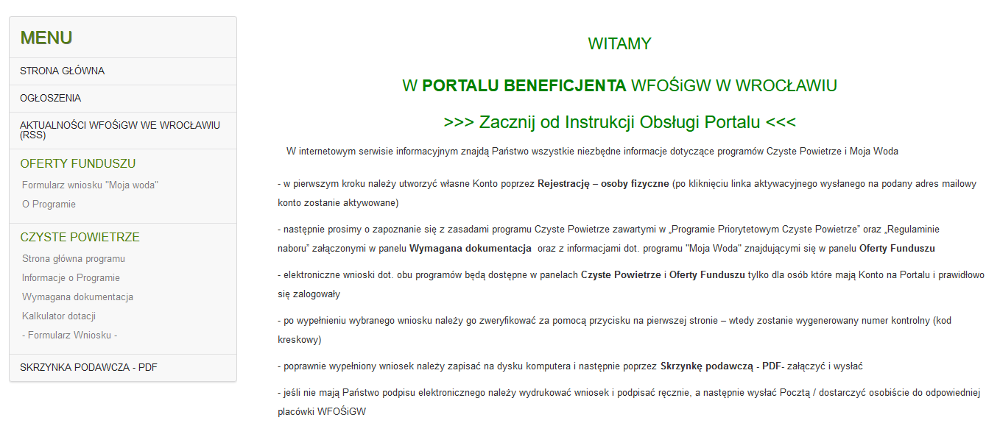 MENU
STRONA GŁÓWNA
OGŁOSZENIA
AKTUALNOŚCI WFOŚiGW WE WROCŁAWIU
(RSS)
OFERTY FUNDUSZU
Formularz wniosku "Moja woda"
O Programie
CZYSTE POWIETRZE
Strona główna programu
Informacje o Programie
Wymagana dokumentacja
Kalkulator dotacji
- Formularz Wniosku -
SKRZYNKA PODAWCZA - PDF
WITAMY
W PORTALU BENEFICJENTA WFOŚiGW W WROCŁAWIU
>>> Zacznij od Instrukcji Obsługi Portalu <<<
W internetowym serwisie informacyjnym znajdą Państwo wszystkie niezbędne informacje dotyczące programów Czyste Powietrze i Moja Woda
- w pierwszym kroku należy utworzyć własne Konto poprzez Rejestrację – osoby fizyczne (po kliknięciu linka aktywacyjnego wysłanego na podany adres mailowy
konto zostanie aktywowane)
- następnie prosimy o zapoznanie się z zasadami programu Czyste Powietrze zawartymi w „Programie Priorytetowym Czyste Powietrze” oraz „Regulaminie
naboru” załączonymi w panelu Wymagana dokumentacja oraz z informacjami dot. programu "Moja Woda" znajdującymi się w panelu Oferty Funduszu
- elektroniczne wnioski dot. obu programów będą dostępne w panelach Czyste Powietrze i Oferty Funduszu tylko dla osób które mają Konto na Portalu i prawidłowo
się zalogowały
- po wypełnieniu wybranego wniosku należy go zweryfikować za pomocą przycisku na pierwszej stronie – wtedy zostanie wygenerowany numer kontrolny (kod
kreskowy)
- poprawnie wypełniony wniosek należy zapisać na dysku komputera i następnie poprzez Skrzynkę podawczą - PDF- załączyć i wysłać
- jeśli nie mają Państwo podpisu elektronicznego należy wydrukować wniosek i podpisać ręcznie, a następnie wysłać Pocztą / dostarczyć osobiście do odpowiedniej
placówki WFOŚiGW